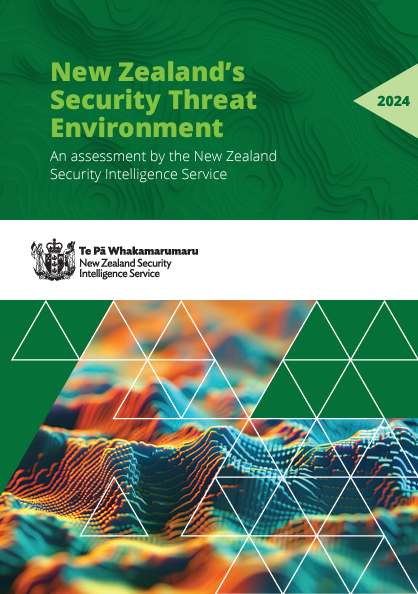 New Zealand's
Security Threat
Environment
2024
An assessment by the New Zealand
Security Intelligence Service
Te Pā Whakamarumaru
New Zealand Security
Intelligence Service